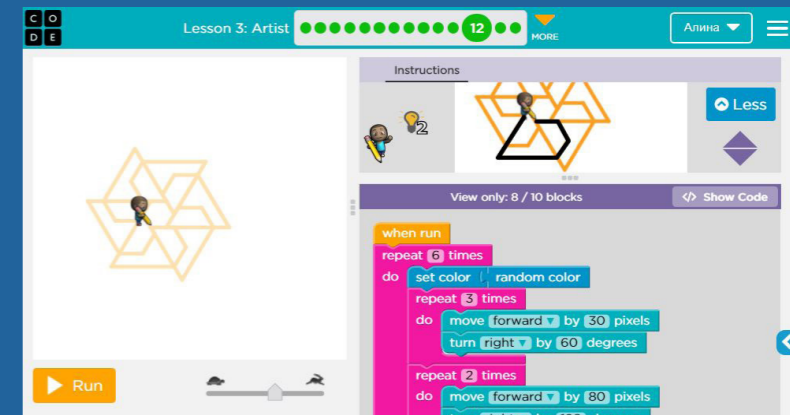 C O
D E
Lesson 3: Artist
12
MORE
Алина
Instructions
2
Less
View only: 8 / 10 blocks
</> Show Code
when run
repeat 6 times
do set color random color
repeat 3 times
do move forward by 30 pixels
turn right by 60 degrees
repeat 2 times
do move forward by 80 pixels
Run